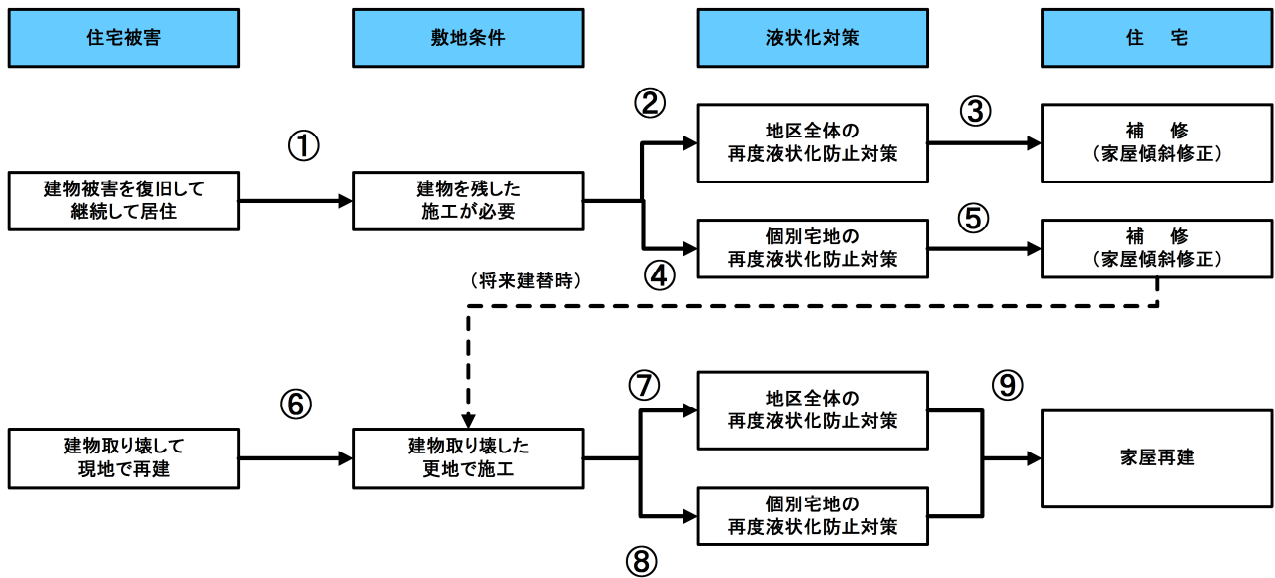 住宅被害
敷地条件
液状化対策
住　宅
①
②
③
④
⑤
建物被害を復旧して
継続して居住
建物を残した
施工が必要
地区全体の
再度液状化防止対策
補　修
（家屋傾斜修正）
個別宅地の
再度液状化防止対策
補　修
（家屋傾斜修正）
（将来建替時）
⑥
⑦
⑧
⑨
建物取り壊して
現地で再建
建物取り壊した
更地で施工
地区全体の
再度液状化防止対策
個別宅地の
再度液状化防止対策
家屋再建